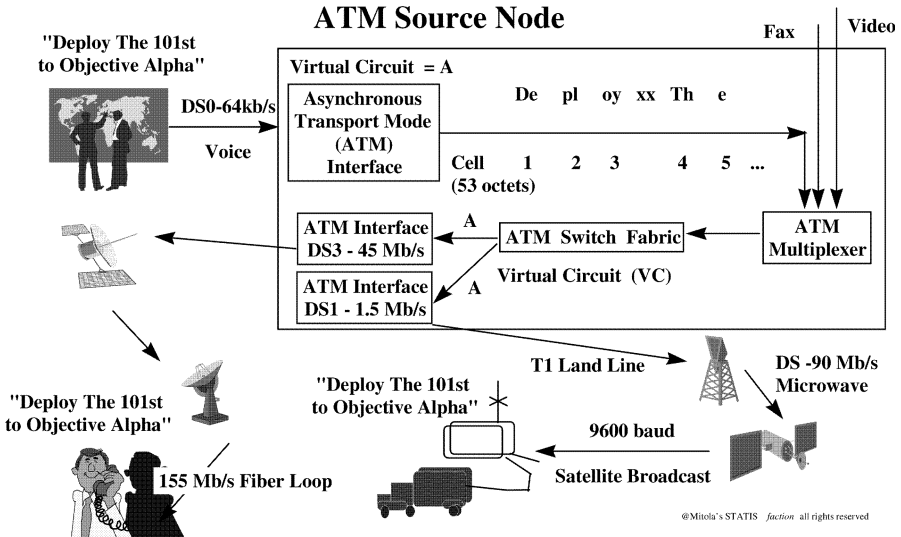 ATM Source Node
"Deploy The 101st
to Objective Alpha"
Fax
Video
Virtual Circuit = A
DS0-64kb/s
Voice
Asynchronous
Transport Mode
(ATM)
Interface
De pl oy xx Th e
Cell 1 2 3 4 5 ...
(53 octets)
ATM Interface
DS3 - 45 Mb/s
A
ATM Switch Fabric
ATM
Multiplexer
Virtual Circuit (VC)
ATM Interface
DS1 - 1.5 Mb/s
A
T1 Land Line
DS -90 Mb/s
Microwave
"Deploy The 101st
to Objective Alpha"
"Deploy The 101st
to Objective Alpha"
9600 baud
Satellite Broadcast
155 Mb/s Fiber Loop
@Mitola's STATIS faction all rights reserved